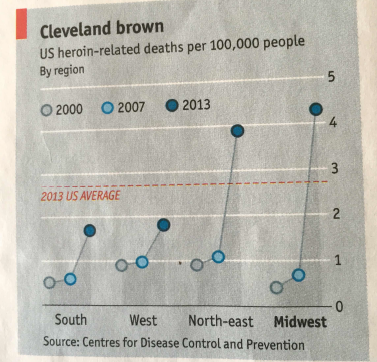 Cleveland brown
US heroin-related deaths per 100,000 people
By region
5
2000 2007 2013
4
3
2013 US AVERAGE
2
1
0
South West North-east Midwest
Source: Centres for Disease Control and Prevention